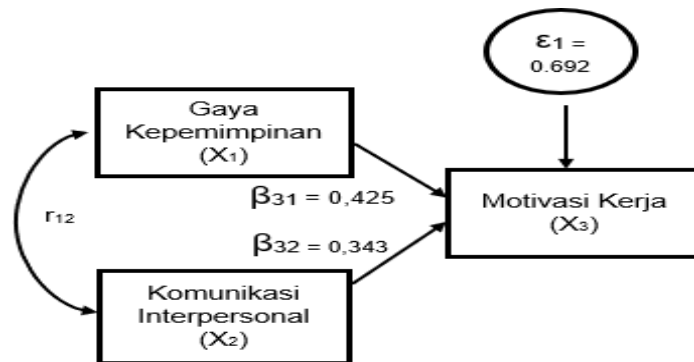 ε1 =
0.692
Gaya
Kepemimpinan
(X1)
r12
β31 = 0,425
β32 = 0,343
Motivasi Kerja
(X3)
Komunikasi
Interpersonal
(X2)